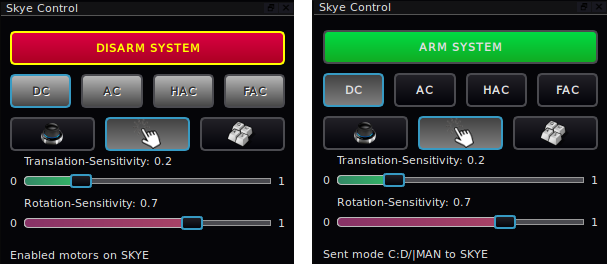 Skye Control
DISARM SYSTEM
DC AC HAC FAC
Translation-Sensitivity: 0.2
0 1
Rotation-Sensitivity: 0.7
0 1
Enabled motors on SKYE
Skye Control
ARM SYSTEM
DC AC HAC FAC
Translation-Sensitivity: 0.2
0 1
Rotation-Sensitivity: 0.7
0 1
Sent mode C:D/|MAN to SKYE